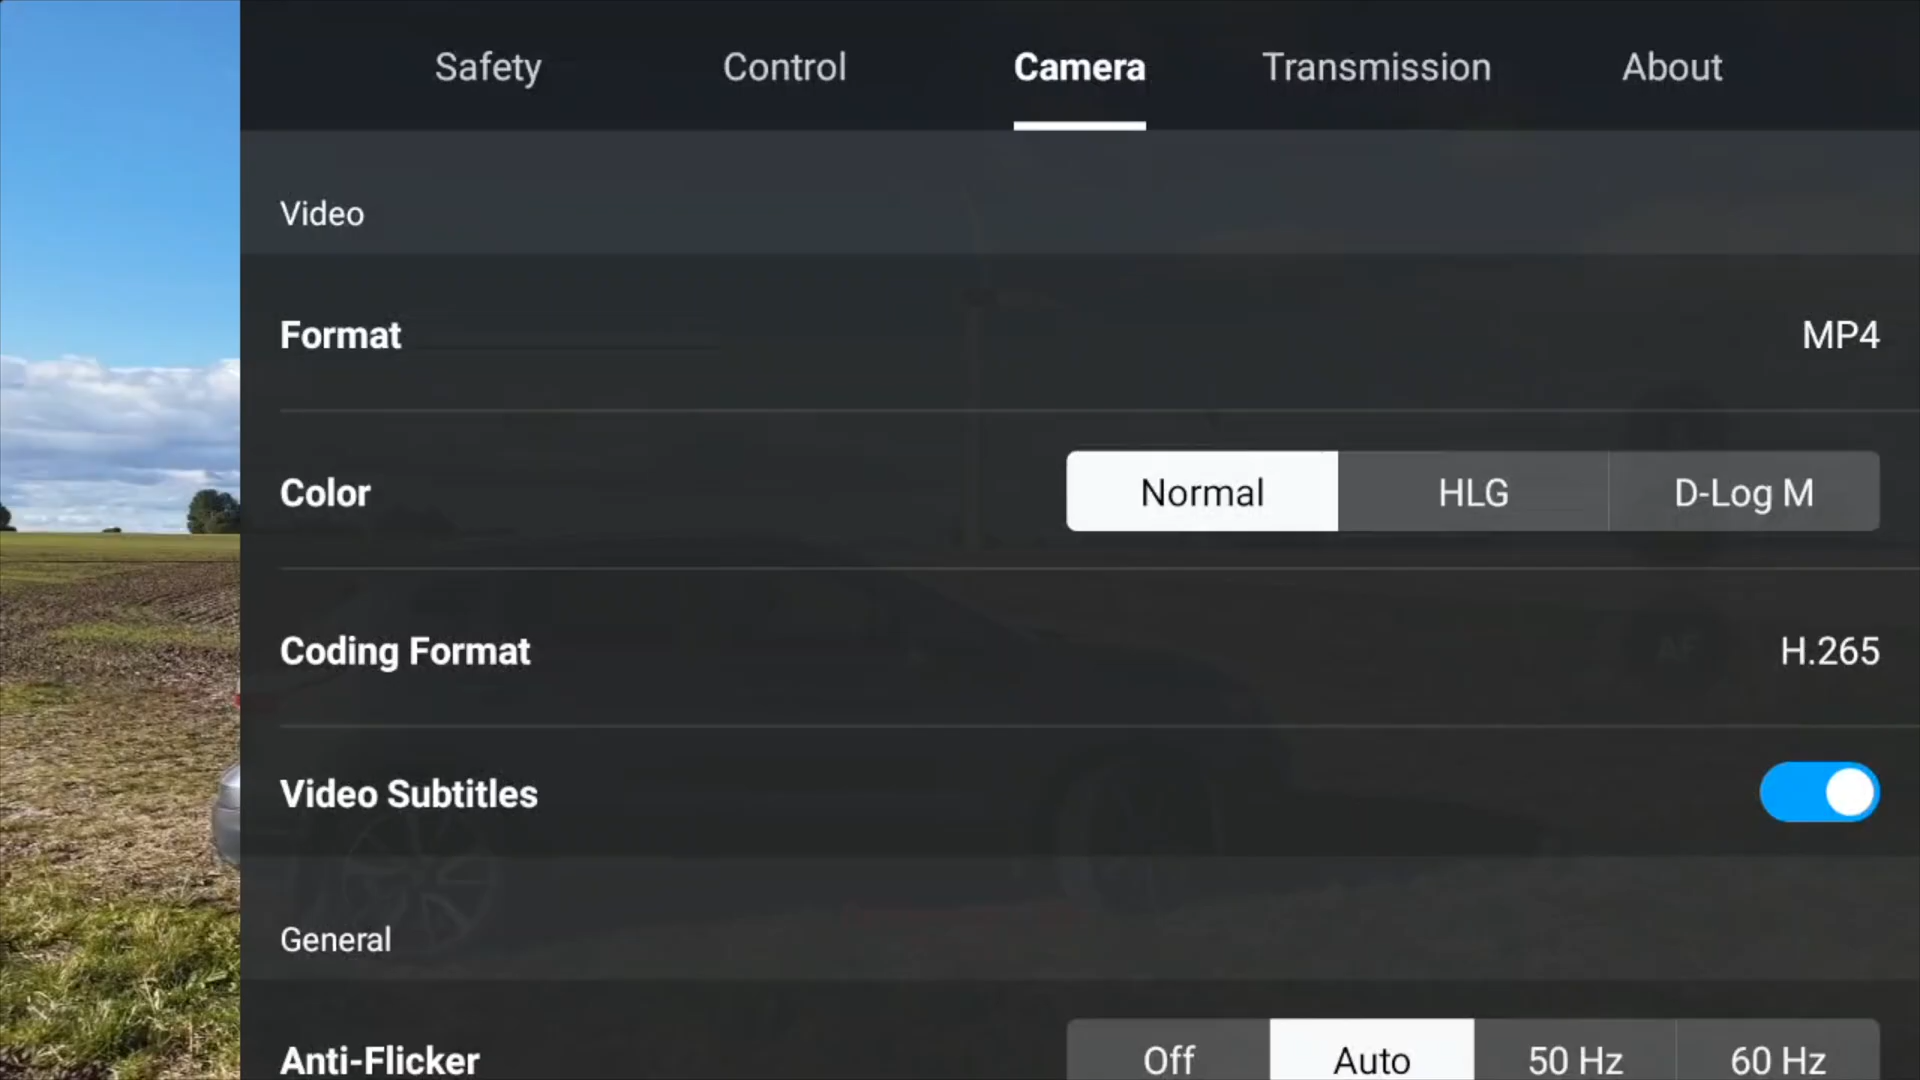 Safety Control Camera Transmission About
Video
Format MP4
Color Normal HLG D-Log M
Coding Format H.265
Video Subtitles
General
Anti-Flicker Off Auto 50 Hz 60 Hz